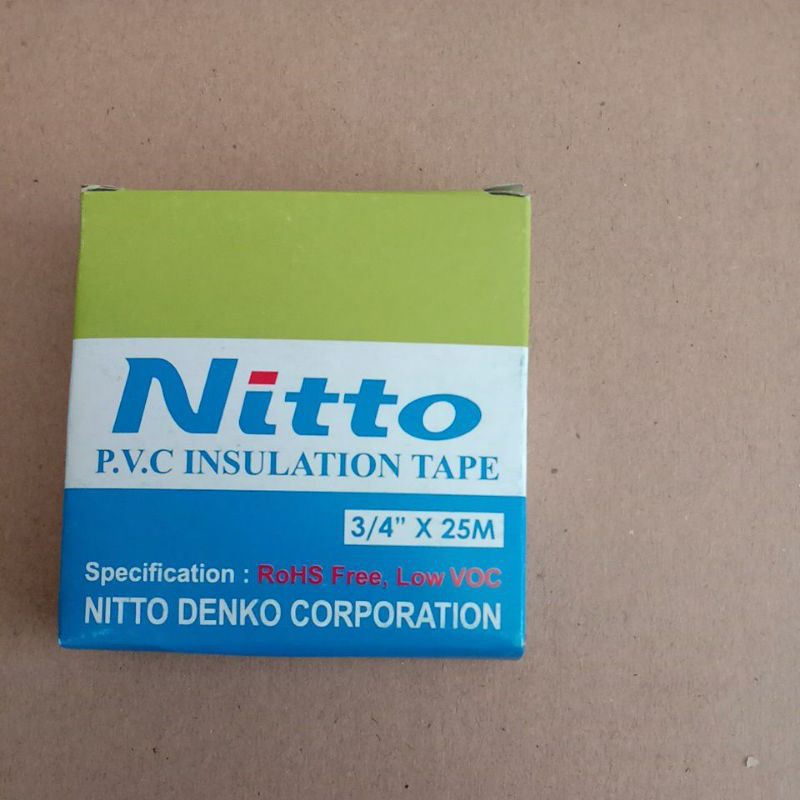 Nitto
P.V.C INSULATION TAPE
3/4" X 25M
Specification : RoHS Free, Low VOC
NITTO DENKO CORPORATION